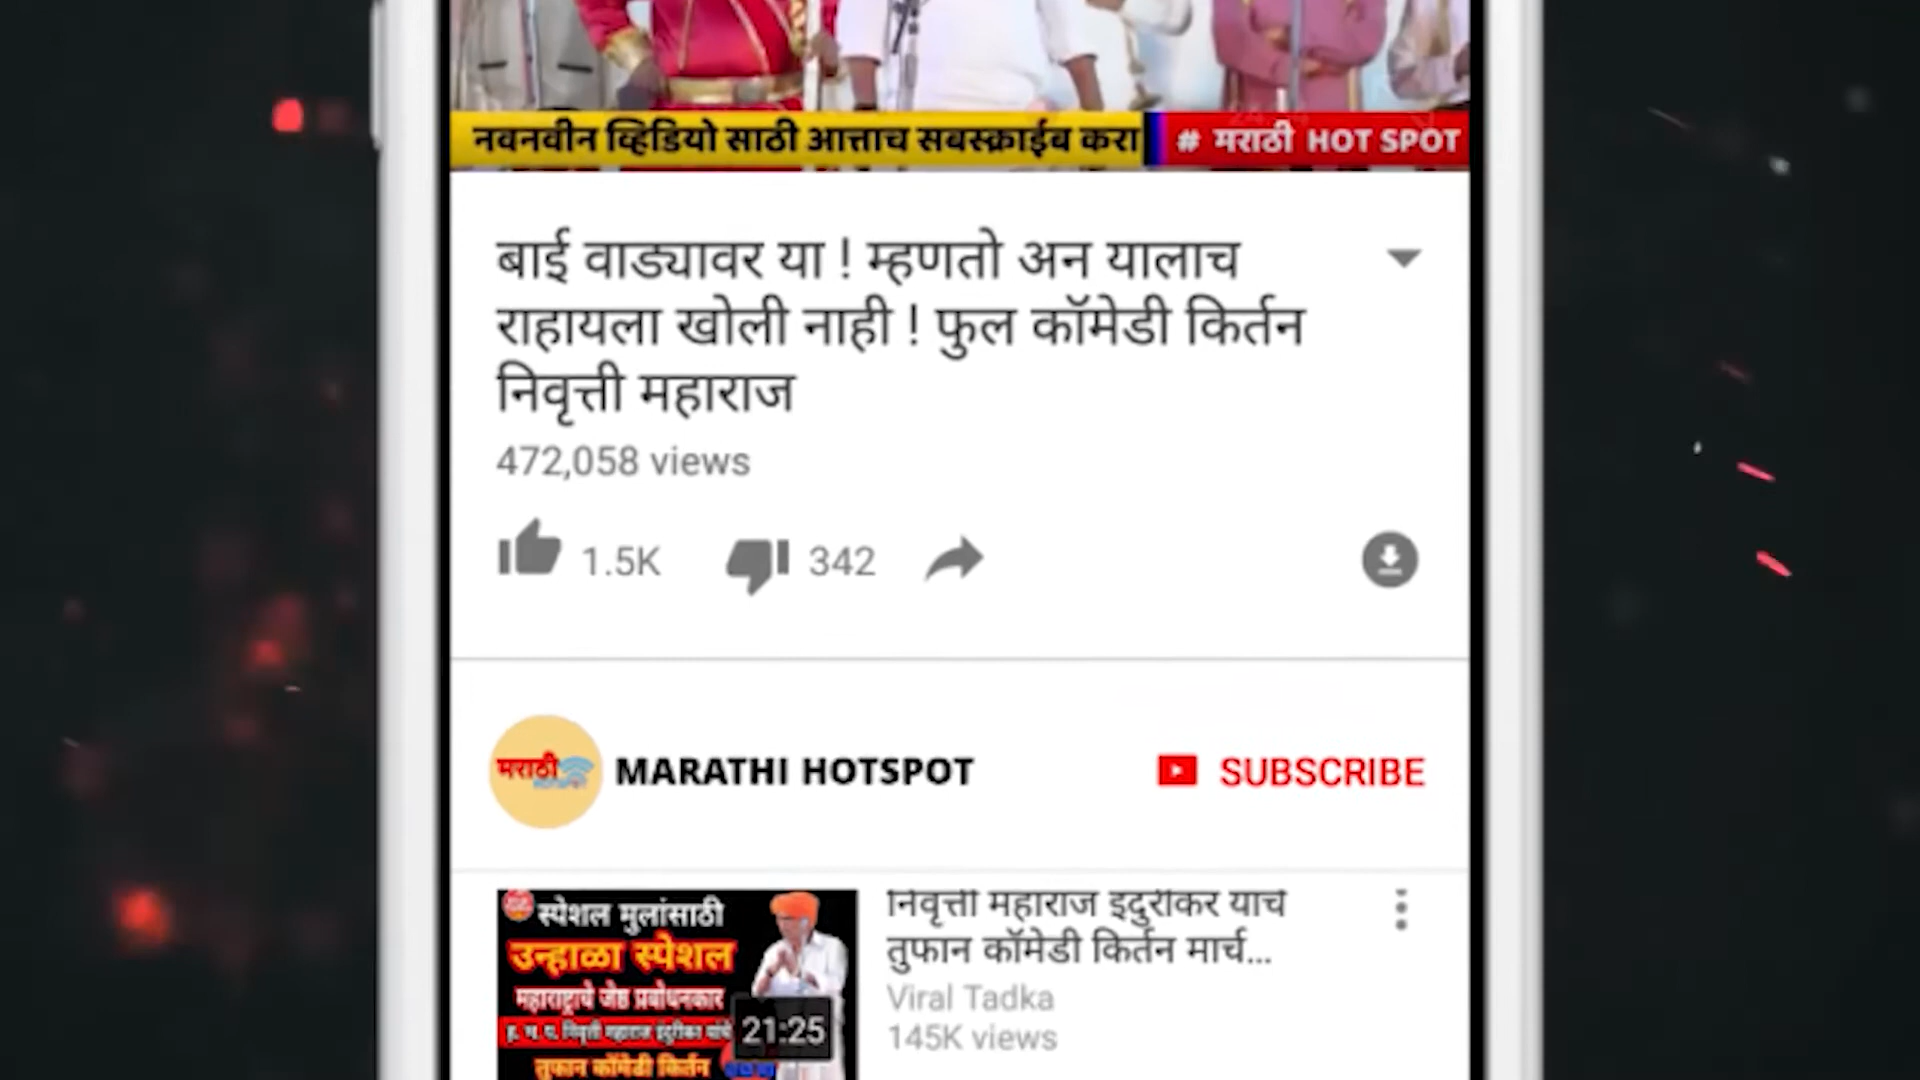 नवनवीन व्हिडियो साठी आत्ताच सबस्क्राईब करा # मराठी HOT SPOT
बाई वाड्यावर या ! म्हणतो अन यालाच
राहायला खोली नाही ! फुल कॉमेडी किर्तन
निवृत्ती महाराज
472,058 views
1.5K 342
मराठी
MARATHI HOTSPOT SUBSCRIBE
निवृत्ती महाराज इंदुरीकर यांचे
तुफान कॉमेडी किर्तन मार्च...
Viral Tadka
145K views
स्पेशल मुलांसाठी
उन्हाळा स्पेशल
महाराष्ट्राचे जेष्ठ प्रबोधनकार
ह. भ. प. निवृत्ती महाराज इंदुरीकर यांचे
21:25
तुफान कॉमेडी किर्तन